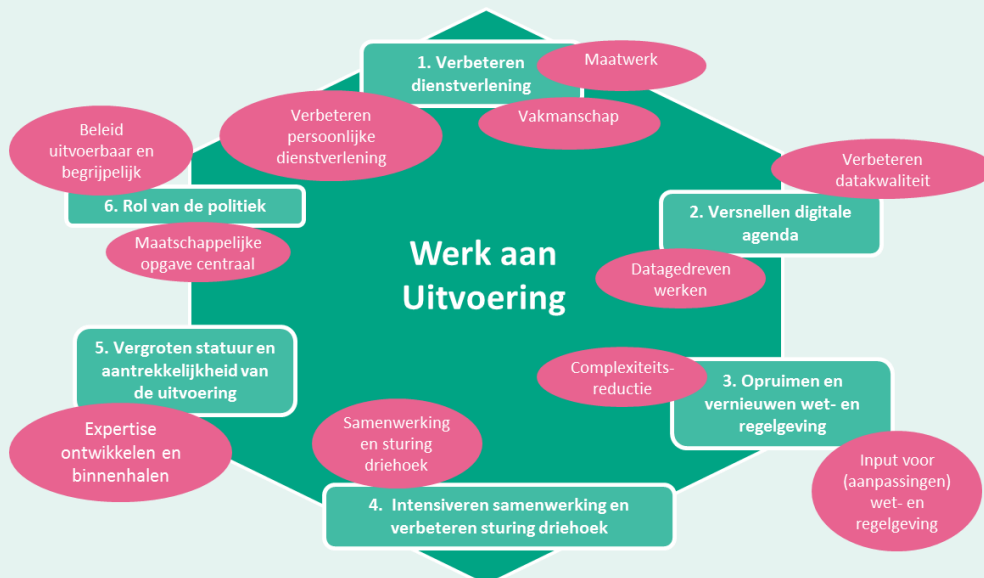 1. Verbeteren
dienstverlening
Maatwerk
Vakmanschap
Verbeteren
persoonlijke
dienstverlening
Beleid
uitvoerbaar en
begrijpelijk
6. Rol van de politiek
Maatschappelijke
opgave centraal
Verbeteren
datakwaliteit
2. Versnellen digitale
agenda
Datagedreven
werken
Werk aan
Uitvoering
5. Vergroten statuur en
aantrekkelijkheid van
de uitvoering
Expertise
ontwikkelen en
binnenhalen
Complexiteits-
reductie
3. Opruimen en
vernieuwen wet- en
regelgeving
Input voor
(aanpassingen)
wet- en
regelgeving
Samenwerking
en sturing
driehoek
4. Intensiveren samenwerking en
verbeteren sturing driehoek